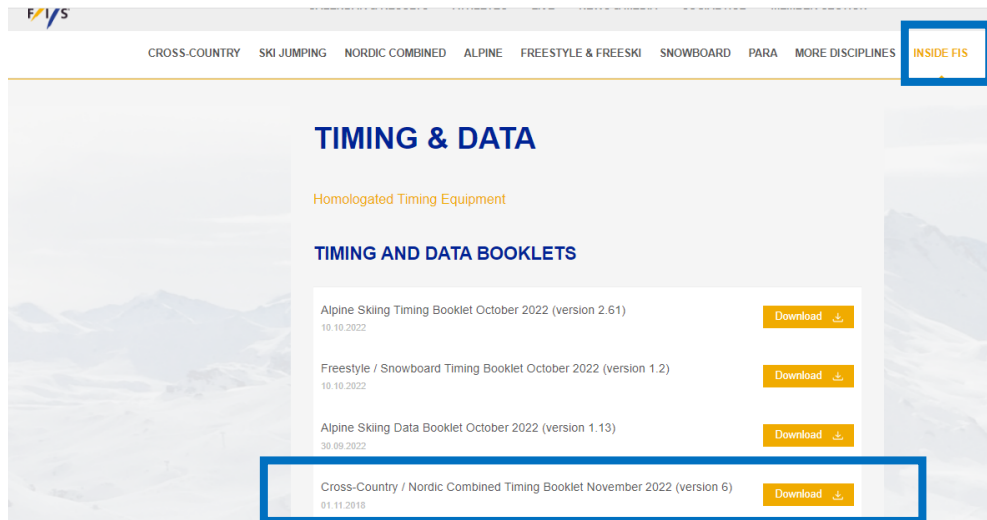 F/I/S
CROSS-COUNTRY SKI JUMPING NORDIC COMBINED ALPINE FREESTYLE & FREESKI SNOWBOARD PARA MORE DISCIPLINES INSIDE FIS
TIMING & DATA
Homologated Timing Equipment
TIMING AND DATA BOOKLETS
Alpine Skiing Timing Booklet October 2022 (version 2.61) Download
10.10.2022
Freestyle / Snowboard Timing Booklet October 2022 (version 1.2) Download
10.10.2022
Alpine Skiing Data Booklet October 2022 (version 1.13) Download
30.09.2022
Cross-Country / Nordic Combined Timing Booklet November 2022 (version 6) Download
01.11.2018